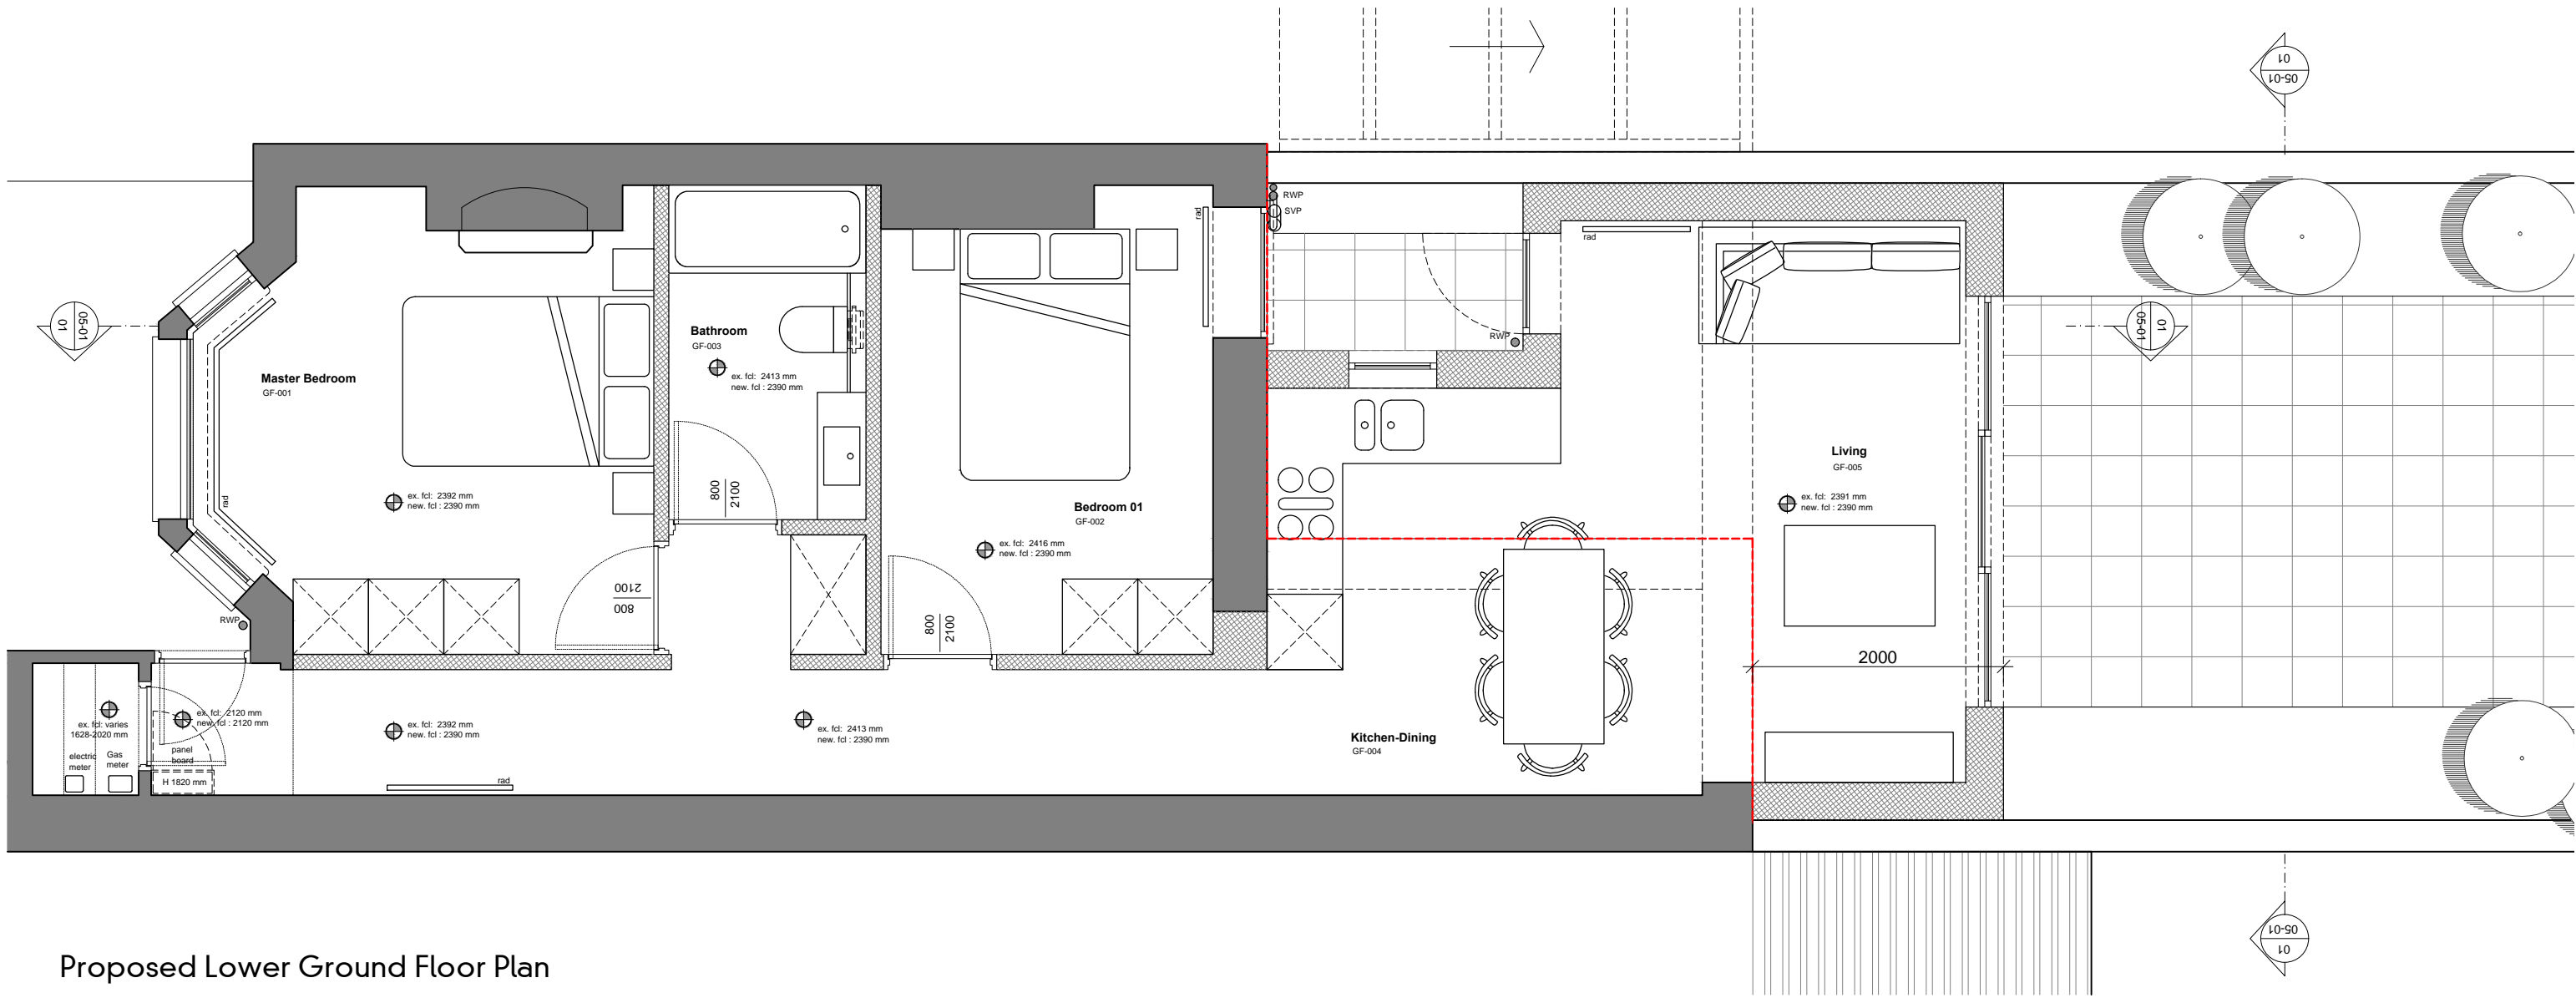 01
05-01
RWP
SVP
rad
rad
05-01
01
01
05-01
Bathroom
GF-003
ex. fcl: 2413 mm
new. fcl : 2390 mm
RWP
Master Bedroom
GF-001
Living
GF-005
ex. fcl: 2392 mm
new. fcl : 2390 mm
rad
800
2100
ex. fcl: 2391 mm
new. fcl : 2390 mm
Bedroom 01
GF-002
ex. fcl: 2416 mm
new. fcl : 2390 mm
2100
800
800
2100
RWP
2000
ex. fcl: varies
1628-2020 mm
ex. fcl: 2120 mm
new. fcl : 2120 mm
ex. fcl: 2392 mm
new. fcl : 2390 mm
ex. fcl: 2413 mm
new. fcl : 2390 mm
Kitchen-Dining
GF-004
electric
meter
Gas
meter
panel
board
H 1820 mm
rad
05-01
01
Proposed Lower Ground Floor Plan